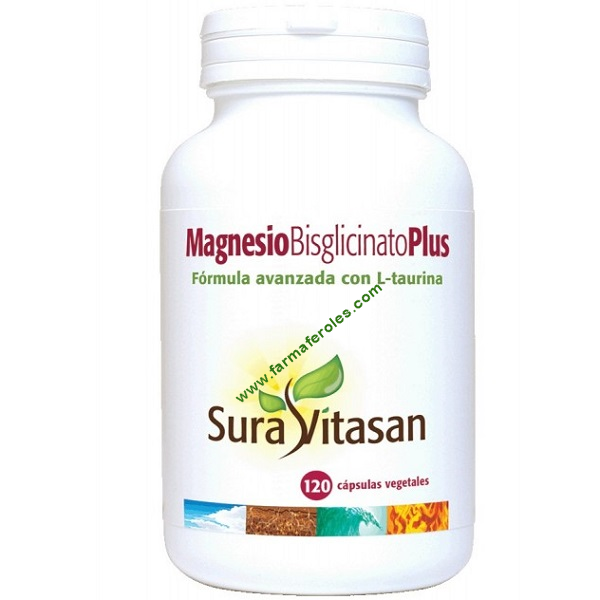 MagnesioBisglicinatoPlus
Fórmula avanzada con L-taurina
www.farmaferoles.com
Sura Vitasan
120 cápsulas vegetales